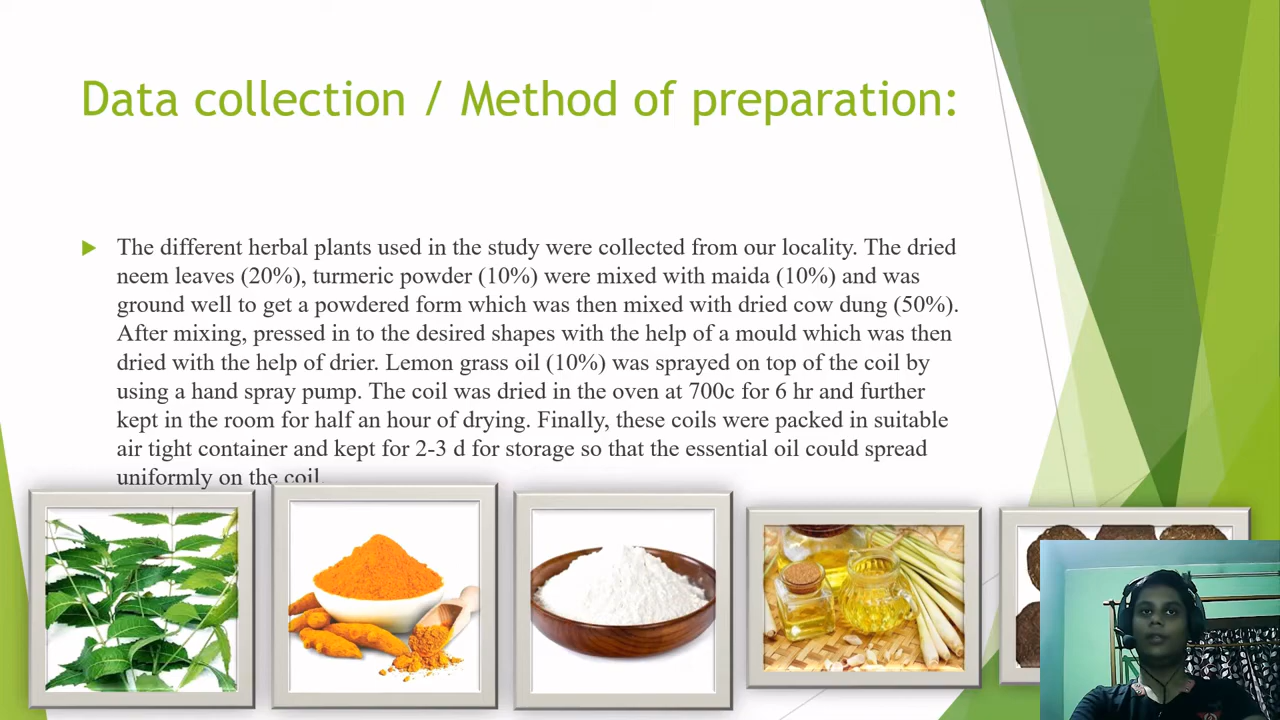 Data collection / Method of preparation:
The different herbal plants used in the study were collected from our locality. The dried
neem leaves (20%), turmeric powder (10%) were mixed with maida (10%) and was
ground well to get a powdered form which was then mixed with dried cow dung (50%).
After mixing, pressed in to the desired shapes with the help of a mould which was then
dried with the help of drier. Lemon grass oil (10%) was sprayed on top of the coil by
using a hand spray pump. The coil was dried in the oven at 700c for 6 hr and further
kept in the room for half an hour of drying. Finally, these coils were packed in suitable
air tight container and kept for 2-3 d for storage so that the essential oil could spread
uniformly on the coil.